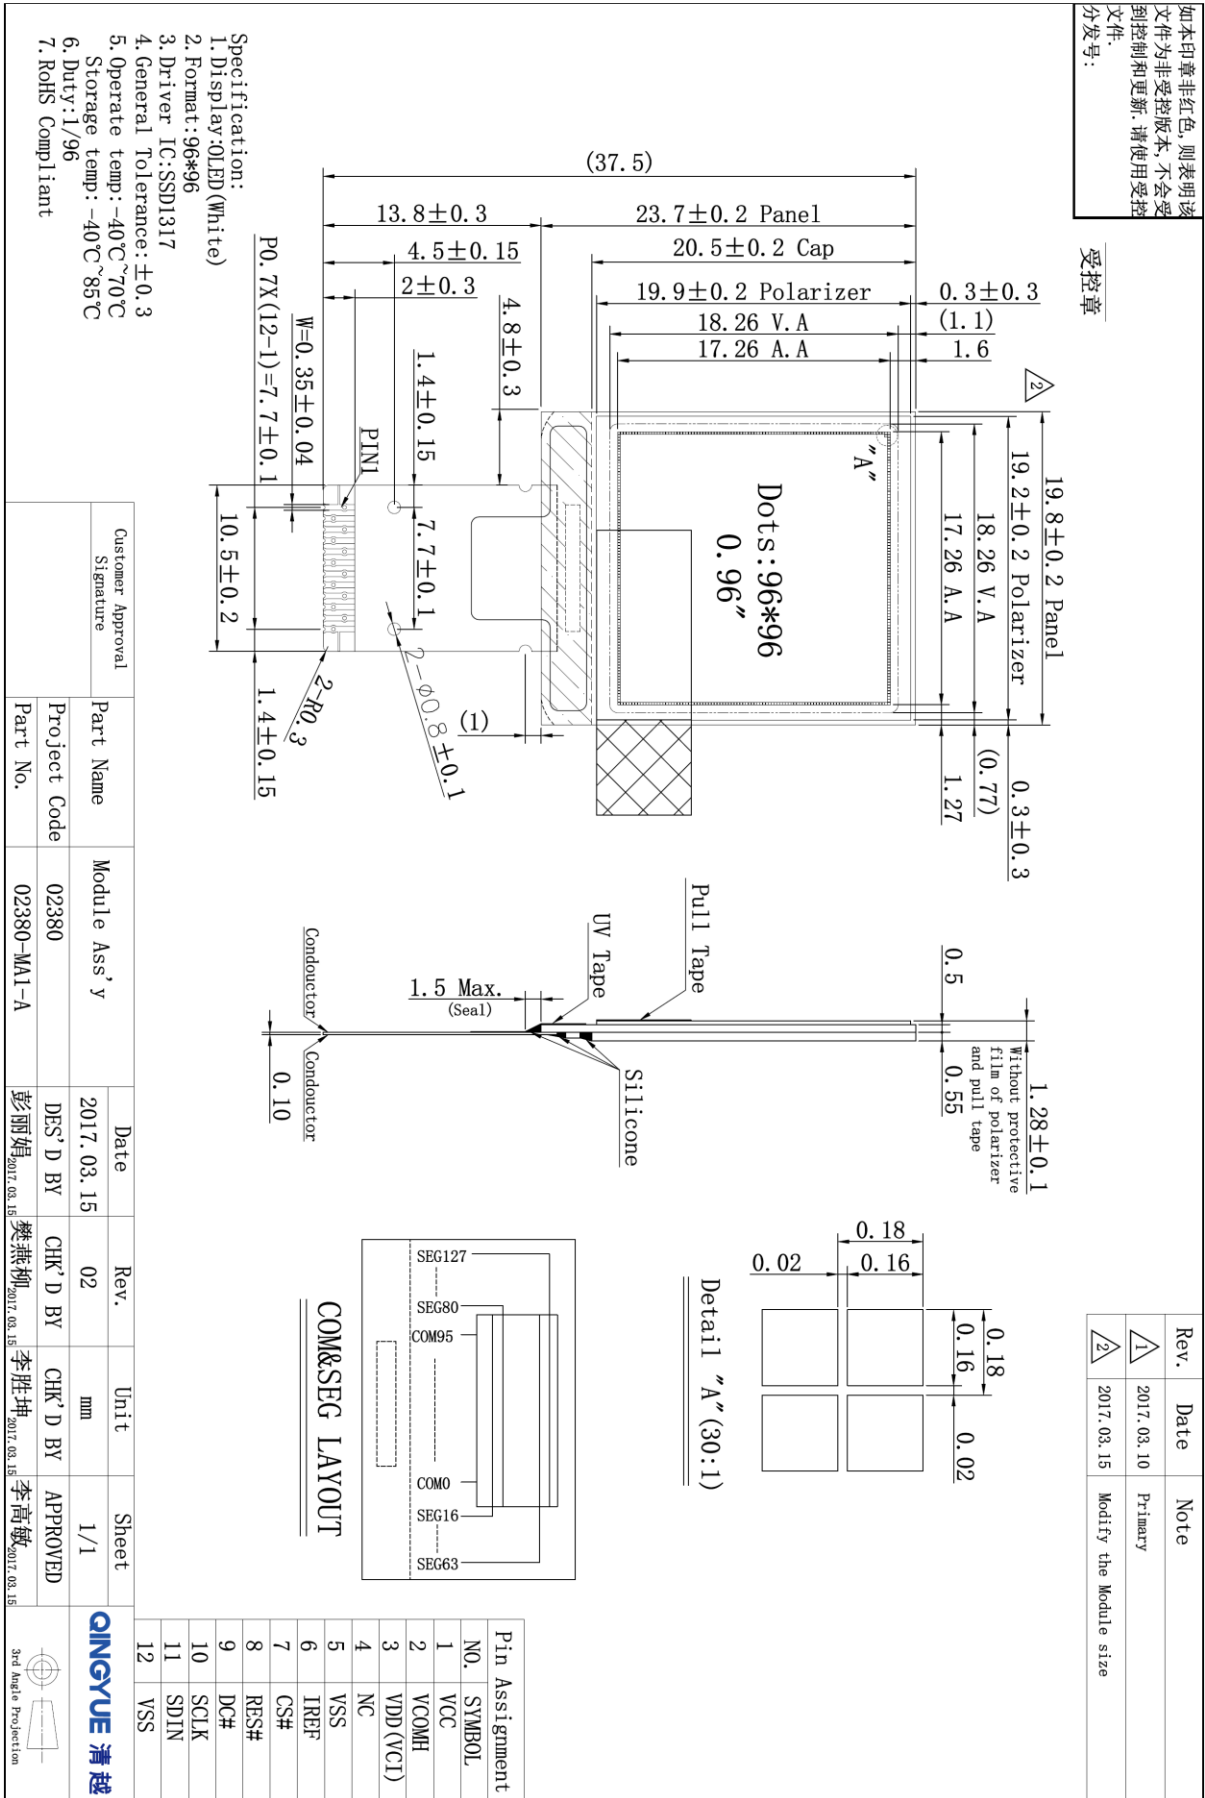 如本印章非红色,则表明该
文件为非受控版本,不会受
到控制和更新.请使用受控
文件.
分发号:
受控章
Rev. Date Note
1 2017.03.10 Primary
2 2017.03.15 Modify the Module size
(37.5)
13.8±0.3
23.7±0.2 Panel
4.5±0.15
20.5±0.2 Cap
2±0.3
19.9±0.2 Polarizer
0.3±0.3
18.26 V.A
(1.1)
17.26 A.A
1.6
2
19.8±0.2 Panel
19.2±0.2 Polarizer
18.26 V.A
17.26 A.A
0.3±0.3
(0.77)
1.27
"A"
Dots:96*96
0.96"
4.8±0.3
1.4±0.15
7.7±0.1
PIN1
W=0.35±0.04
P0.7X(12-1)=7.7±0.1
10.5±0.2
1.4±0.15
2-R0.3
2-Ø0.8±0.1
(1)
Specification:
1.Display:OLED(White)
2.Format:96*96
3.Driver IC:SSD1317
4.General Tolerance:±0.3
5.Operate temp:-40℃~70℃
Storage temp:-40℃~85℃
6.Duty:1/96
7.RoHS Compliant
0.5
1.28±0.1
Without protective
film of polarizer
and pull tape
0.55
Pull Tape
UV Tape
1.5 Max.
(Seal)
Silicone
Condouctor
Condouctor
0.10
0.18
0.16
0.02
0.18
0.16
0.02
Detail "A"(30:1)
SEG127
SEG80
COM95
COM0
SEG16
SEG63
COM&SEG LAYOUT
Pin Assignment
NO. SYMBOL
1 VCC
2 VCOMH
3 VDD(VCI)
4 NC
5 VSS
6 IREF
7 CS#
8 RES#
9 DC#
10 SCLK
11 SDIN
12 VSS
Customer Approval
Signature
Part Name Module Ass'y
Project Code 02380
Part No. 02380-MA1-A
Date Rev. Unit Sheet
2017.03.15 02 mm 1/1
DES'D BY CHK'D BY CHK'D BY APPROVED
彭丽娟2017.03.15 樊燕柳2017.03.15 李胜坤2017.03.15 李高敏2017.03.15
QINGYUE 清越
3rd Angle Projection